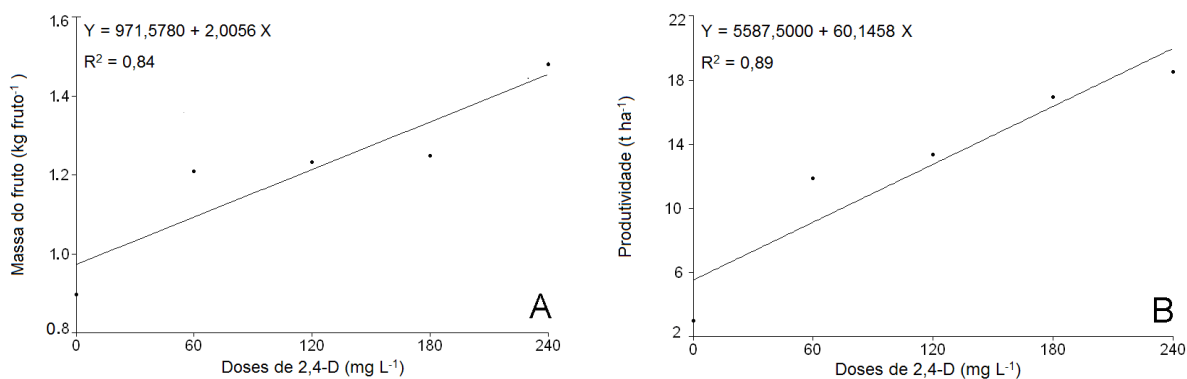 Y = 971,5780 + 2,0056 X
R² = 0,84
Massa do fruto (kg fruto⁻¹ )
1.6
1.4
1.2
1.0
0.8
0
60
120
180
240
Doses de 2,4-D (mg L⁻¹)
A
Y = 5587,5000 + 60,1458 X
R² = 0,89
Produtividade (t ha⁻¹)
22
18
14
10
6
2
0
60
120
180
240
Doses de 2,4-D (mg L⁻¹)
B